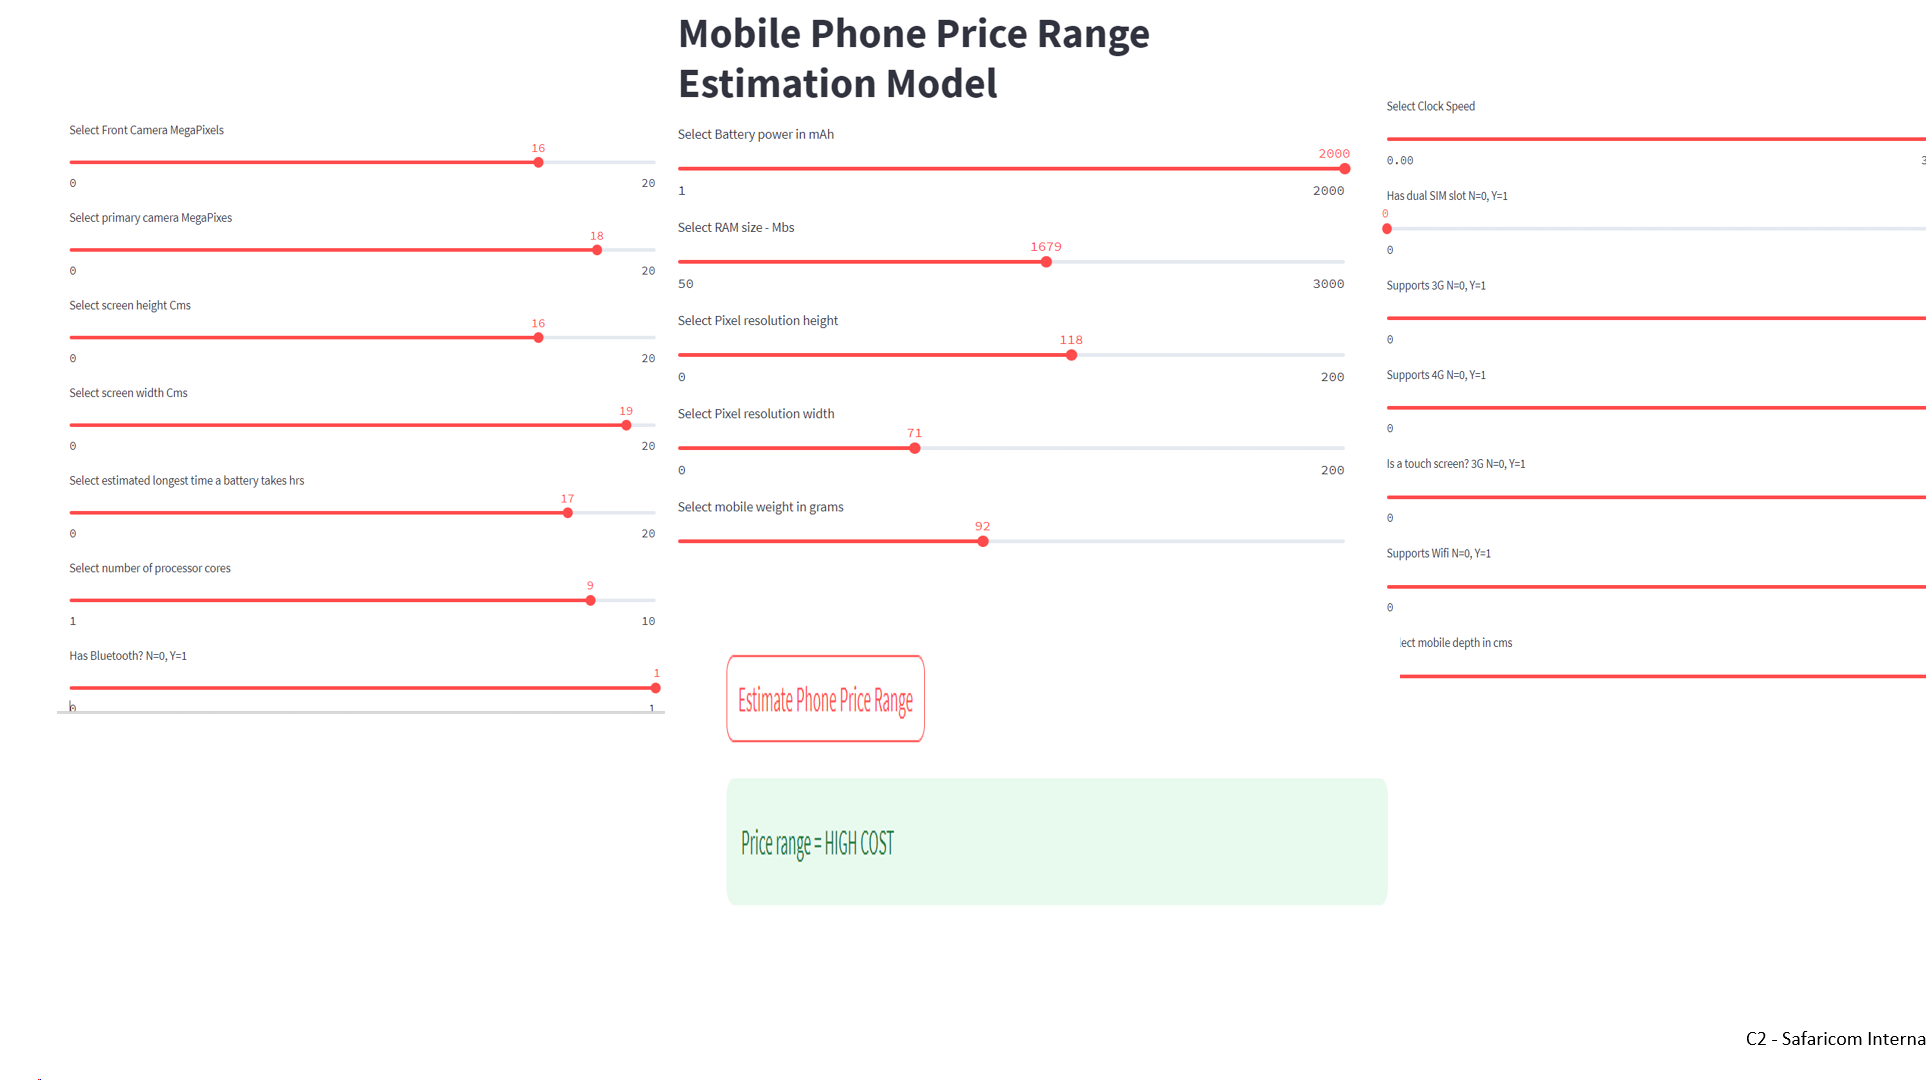 Mobile Phone Price Range
Estimation Model
Select Front Camera MegaPixels
16
0
20
Select primary camera MegaPixes
18
0
20
Select screen height Cms
16
0
20
Select screen width Cms
19
0
20
Select estimated longest time a battery takes hrs
17
0
20
Select number of processor cores
9
1
10
Has Bluetooth? N=0, Y=1
1
0
1
Select Battery power in mAh
2000
1
2000
Select RAM size - Mbs
1679
50
3000
Select Pixel resolution height
118
0
200
Select Pixel resolution width
71
0
200
Select mobile weight in grams
92
Estimate Phone Price Range
Price range = HIGH COST
Select Clock Speed
0.00
3
Has dual SIM slot N=0, Y=1
0
0
Supports 3G N=0, Y=1
0
Supports 4G N=0, Y=1
0
Is a touch screen? 3G N=0, Y=1
0
Supports Wifi N=0, Y=1
0
lect mobile depth in cms
C2 - Safaricom Interna